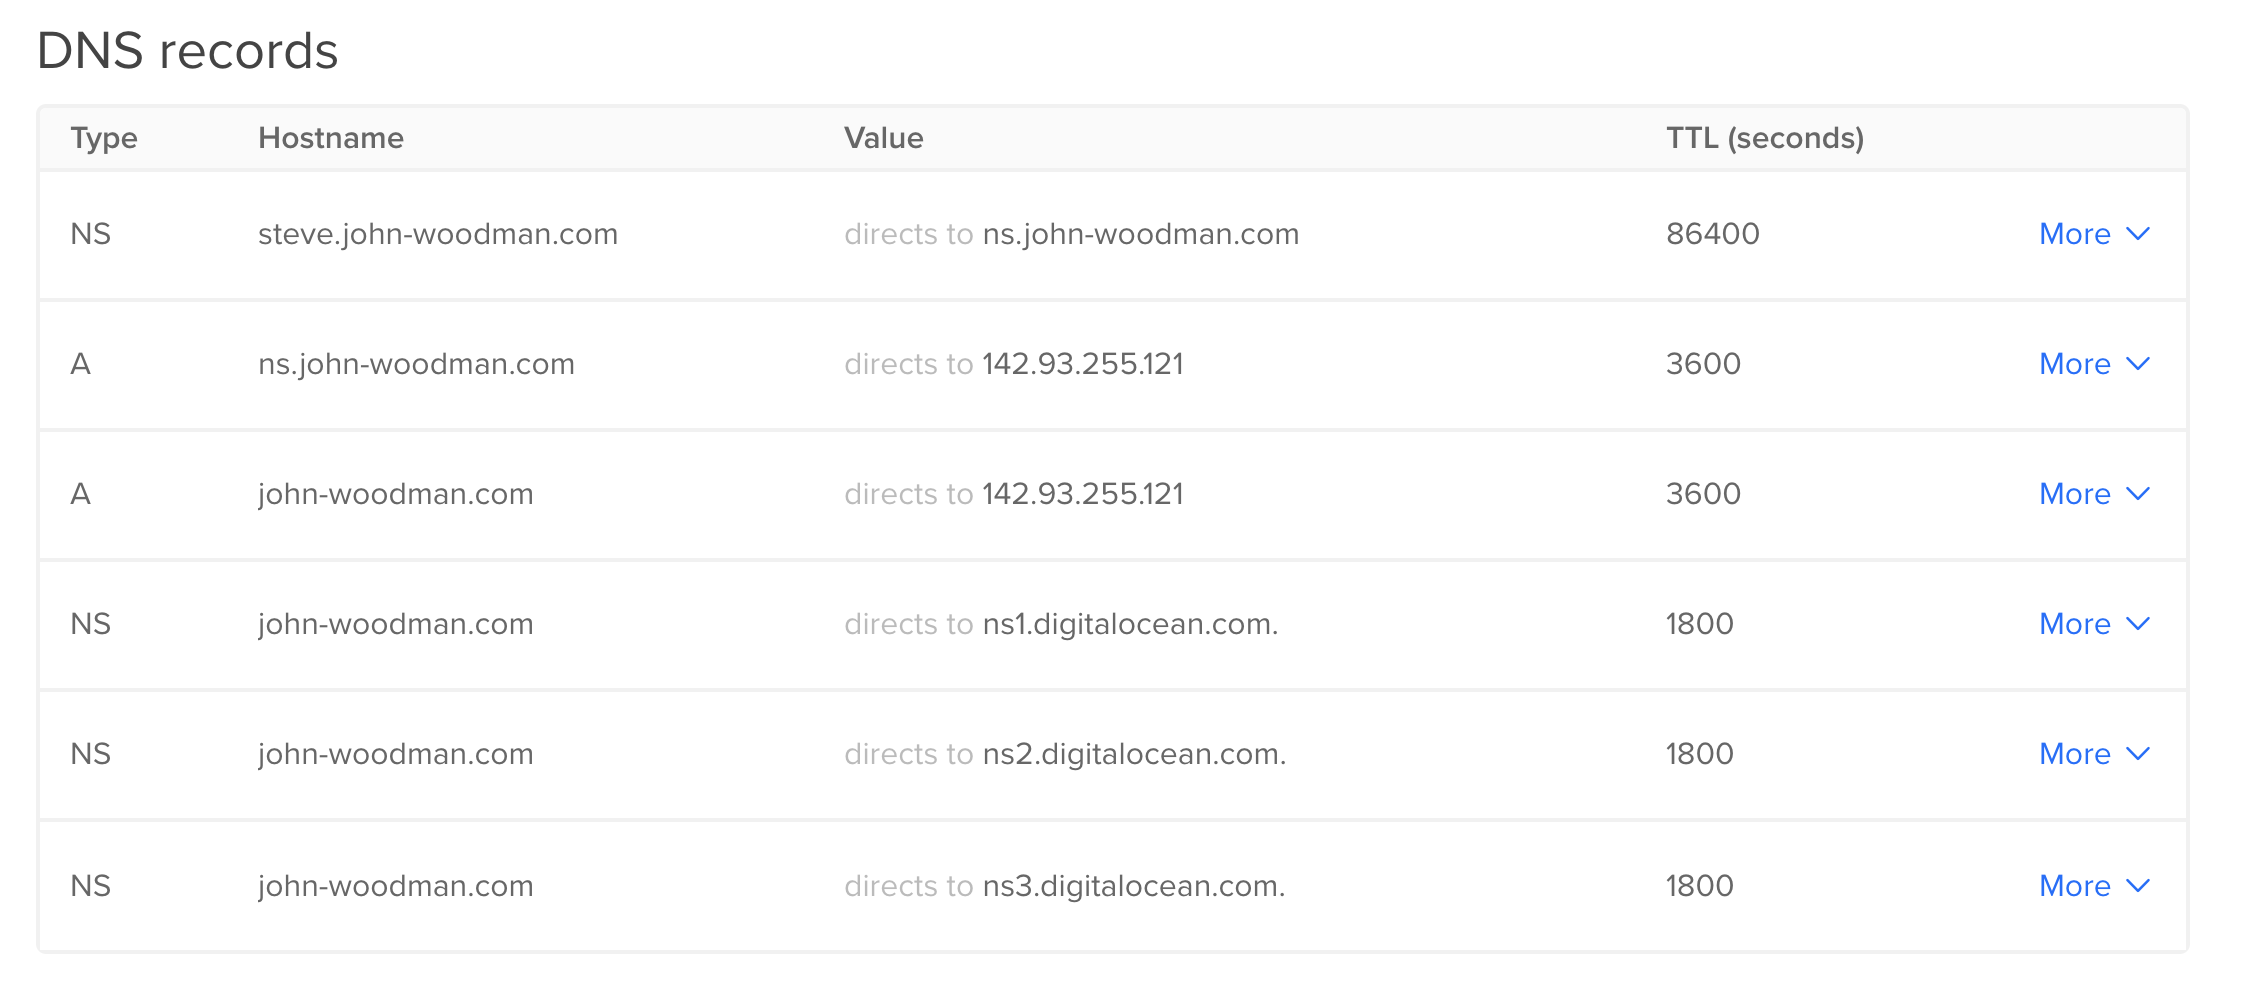 DNS records
Type Hostname Value TTL (seconds)
NS steve.john-woodman.com directs to ns.john-woodman.com 86400 More
A ns.john-woodman.com directs to 142.93.255.121 3600 More
A john-woodman.com directs to 142.93.255.121 3600 More
NS john-woodman.com directs to ns1.digitalocean.com. 1800 More
NS john-woodman.com directs to ns2.digitalocean.com. 1800 More
NS john-woodman.com directs to ns3.digitalocean.com. 1800 More